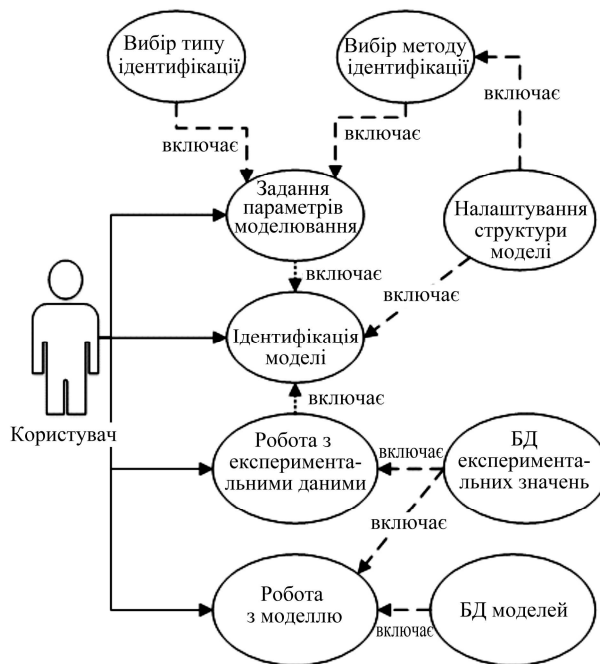 Вибір типу
ідентифікації
Вибір методу
ідентифікації
включає
включає
включає
Задання
параметрів
моделювання
Налаштування
структури
моделі
включає
включає
Ідентифікація
моделі
Користувач
включає
Робота з
експеримента-
льними даними
включає
БД
експеримента-
льних значень
включає
Робота
з моделлю
включає
БД моделей